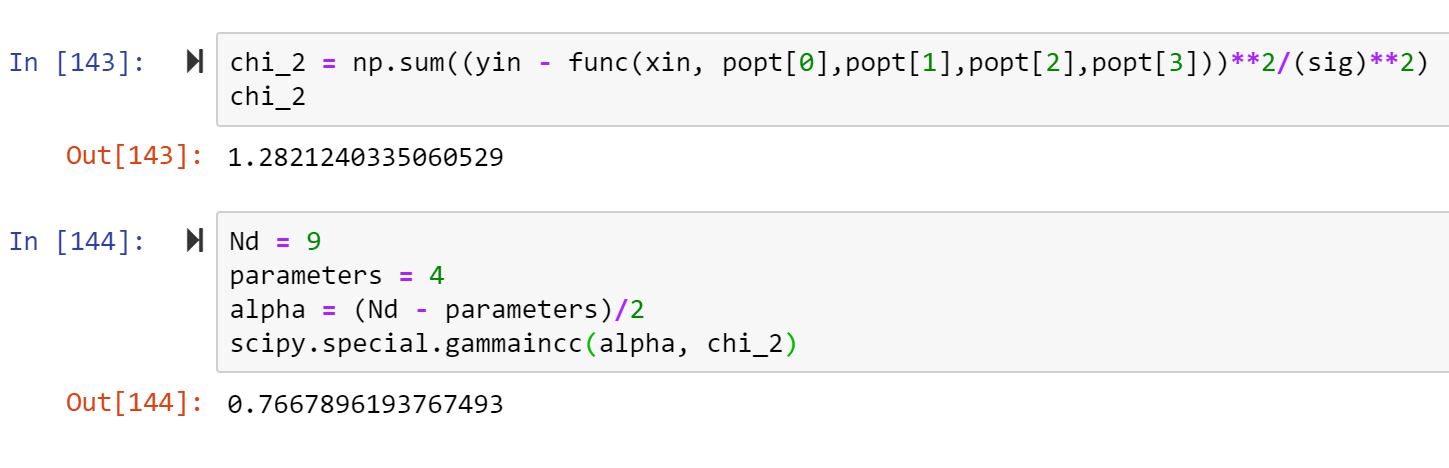 In [143]: chi_2 = np.sum((yin - func(xin, popt[0],popt[1],popt[2],popt[3]))**2/(sig)**2)
chi_2
Out[143]: 1.2821240335060529
In [144]: Nd = 9
parameters = 4
alpha = (Nd - parameters)/2
scipy.special.gammaincc(alpha, chi_2)
Out[144]: 0.7667896193767493